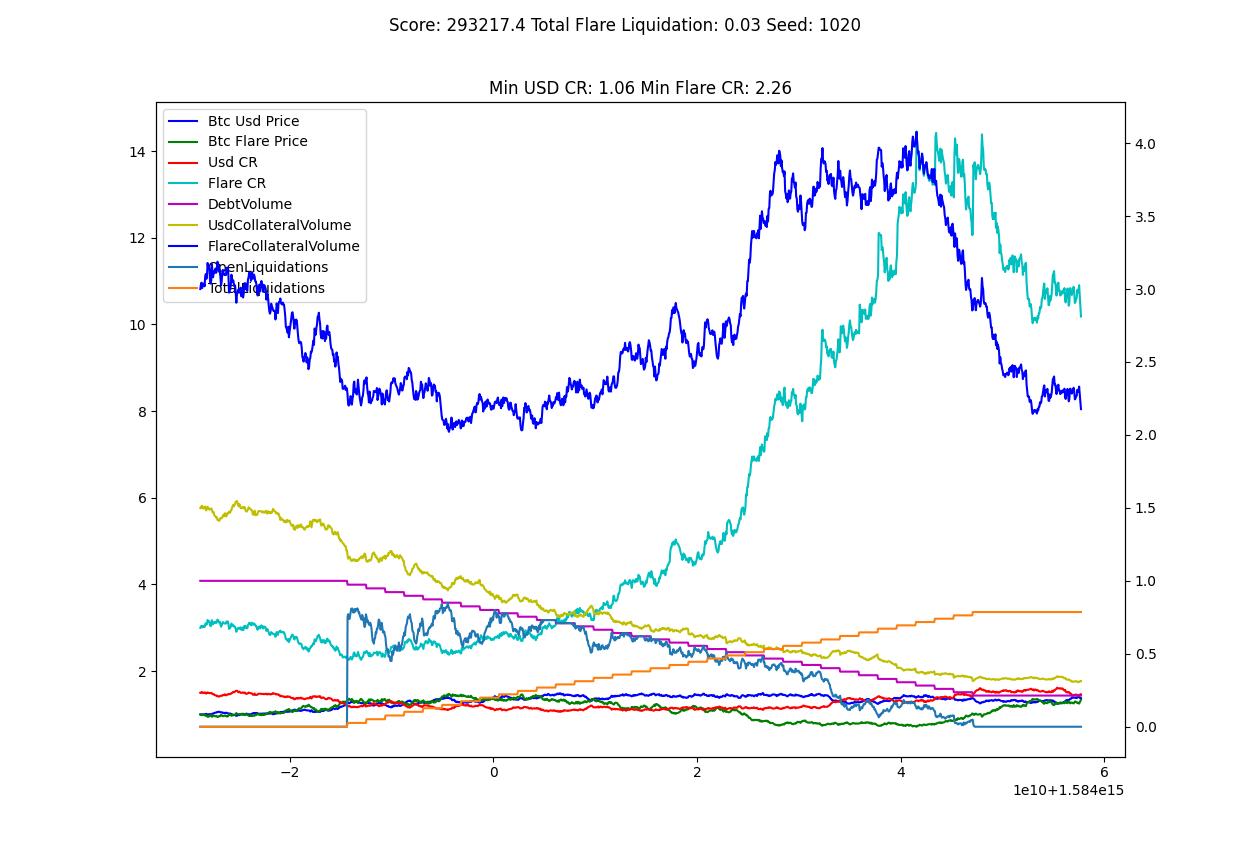 Score: 293217.4 Total Flare Liquidation: 0.03 Seed: 1020
Min USD CR: 1.06 Min Flare CR: 2.26
Btc Usd Price
Btc Flare Price
Usd CR
Flare CR
DebtVolume
UsdCollateralVolume
FlareCollateralVolume
OpenLiquidations
TotalLiquidations
14
12
10
8
6
4
2
4.0
3.5
3.0
2.5
2.0
1.5
1.0
0.5
0.0
−2
0
2
4
6
1e10+1.584e15